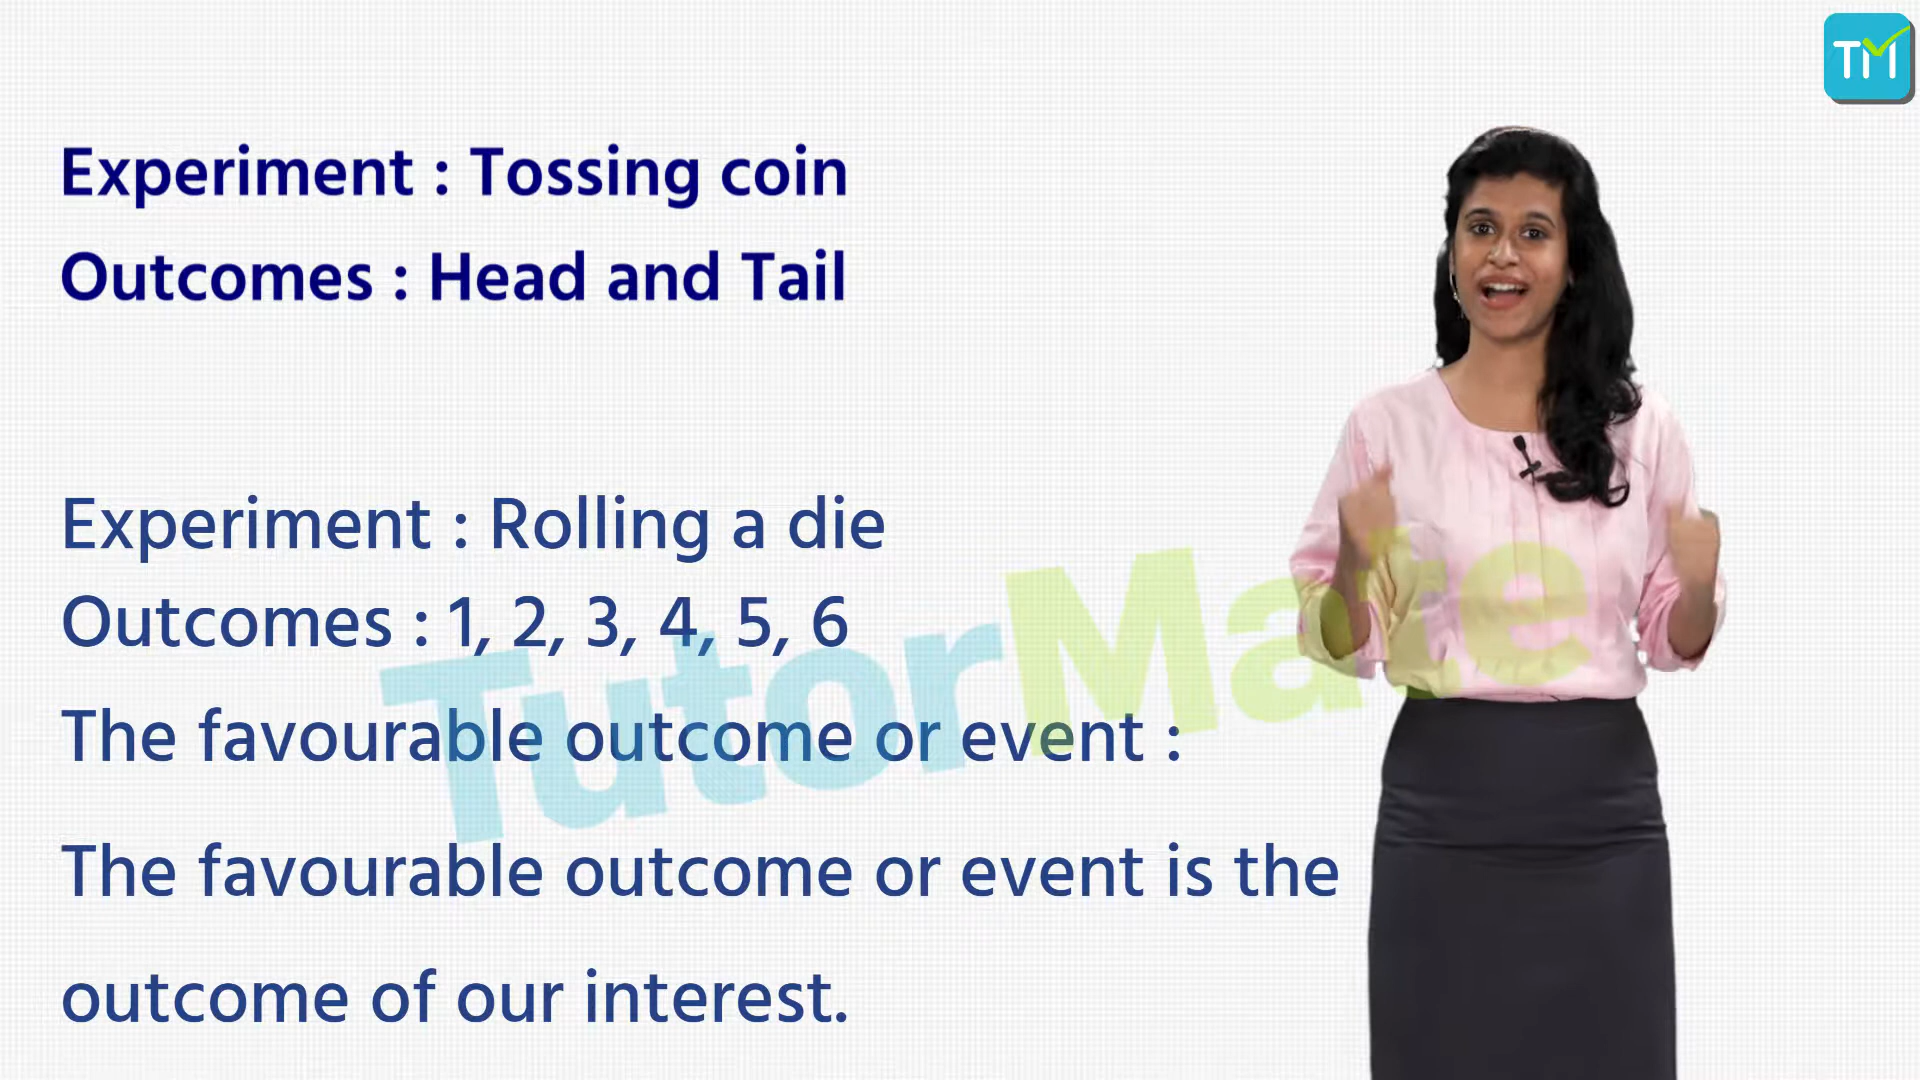 TM
Experiment : Tossing coin
Outcomes : Head and Tail
Experiment : Rolling a die
Outcomes : 1, 2, 3, 4, 5, 6
The favourable outcome or event :
The favourable outcome or event is the
outcome of our interest.
TutorMate